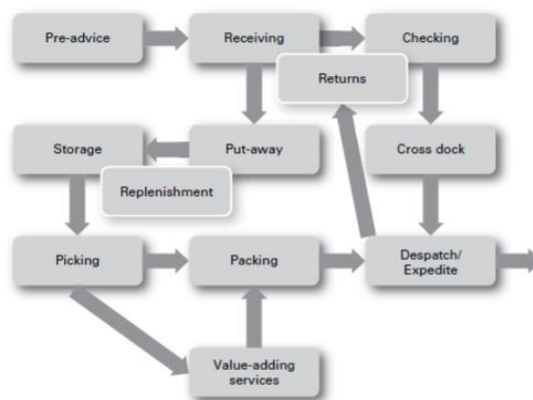 Pre-advice
Receiving
Checking
Returns
Storage
Put-away
Cross dock
Replenishment
Picking
Packing
Despatch/
Expedite
Value-adding
services